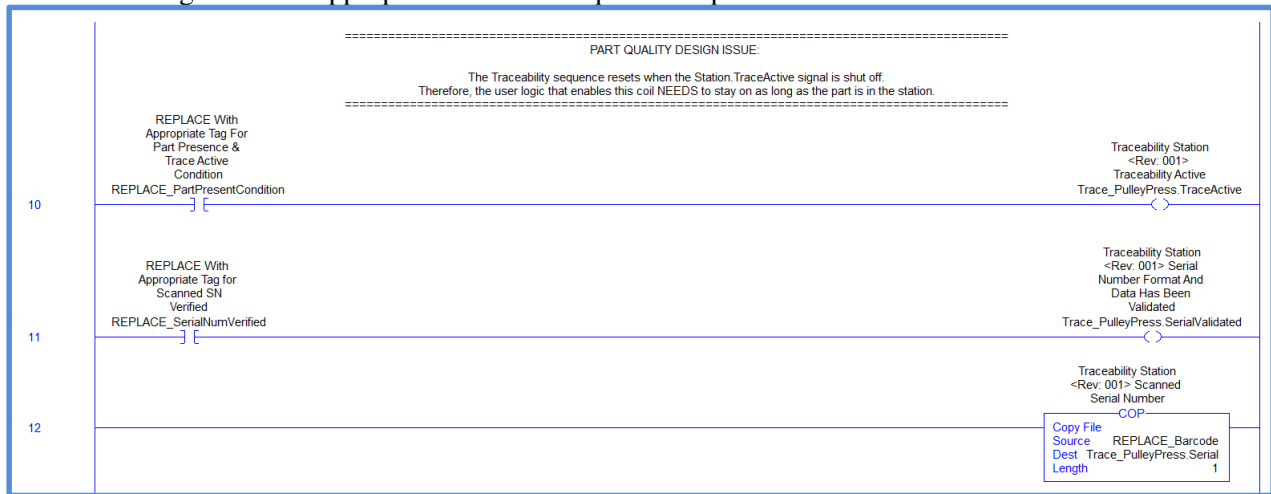 =====================================================================================
PART QUALITY DESIGN ISSUE:
The Traceability sequence resets when the Station.TraceActive signal is shut off.
Therefore, the user logic that enables this coil NEEDS to stay on as long as the part is in the station.
=====================================================================================
REPLACE With
Appropriate Tag For
Part Presence &
Trace Active
Condition
REPLACE_PartPresentCondition
Traceability Station
<Rev: 001>
Traceability Active
Trace_PulleyPress.TraceActive
10
REPLACE With
Appropriate Tag for
Scanned SN
Verified
REPLACE_SerialNumVerified
Traceability Station
<Rev: 001> Serial
Number Format And
Data Has Been
Validated
Trace_PulleyPress.SerialValidated
11
Traceability Station
<Rev: 001> Scanned
Serial Number
12
COP
Copy File
Source REPLACE_Barcode
Dest Trace_PulleyPress.Serial
Length 1